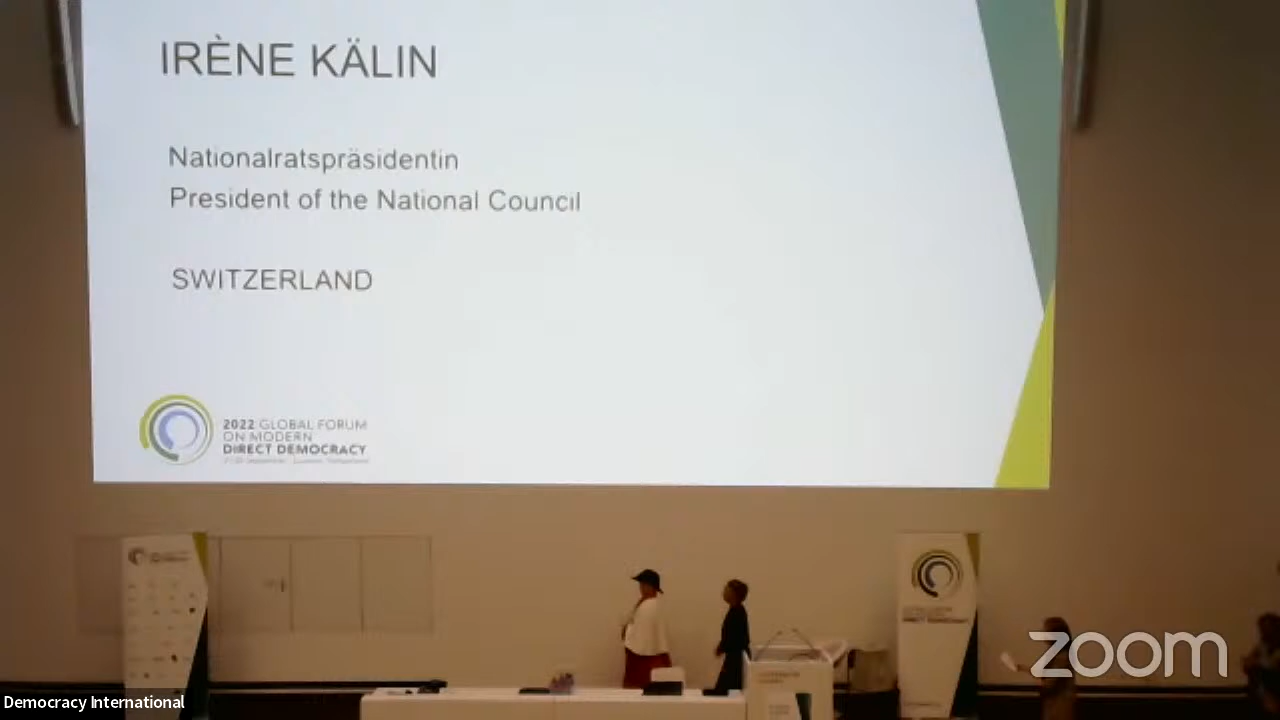 IRÈNE KÄLIN
Nationalratspräsidentin
President of the National Council
SWITZERLAND
2022 GLOBAL FORUM
ON MODERN
DIRECT DEMOCRACY
zoom
Democracy International